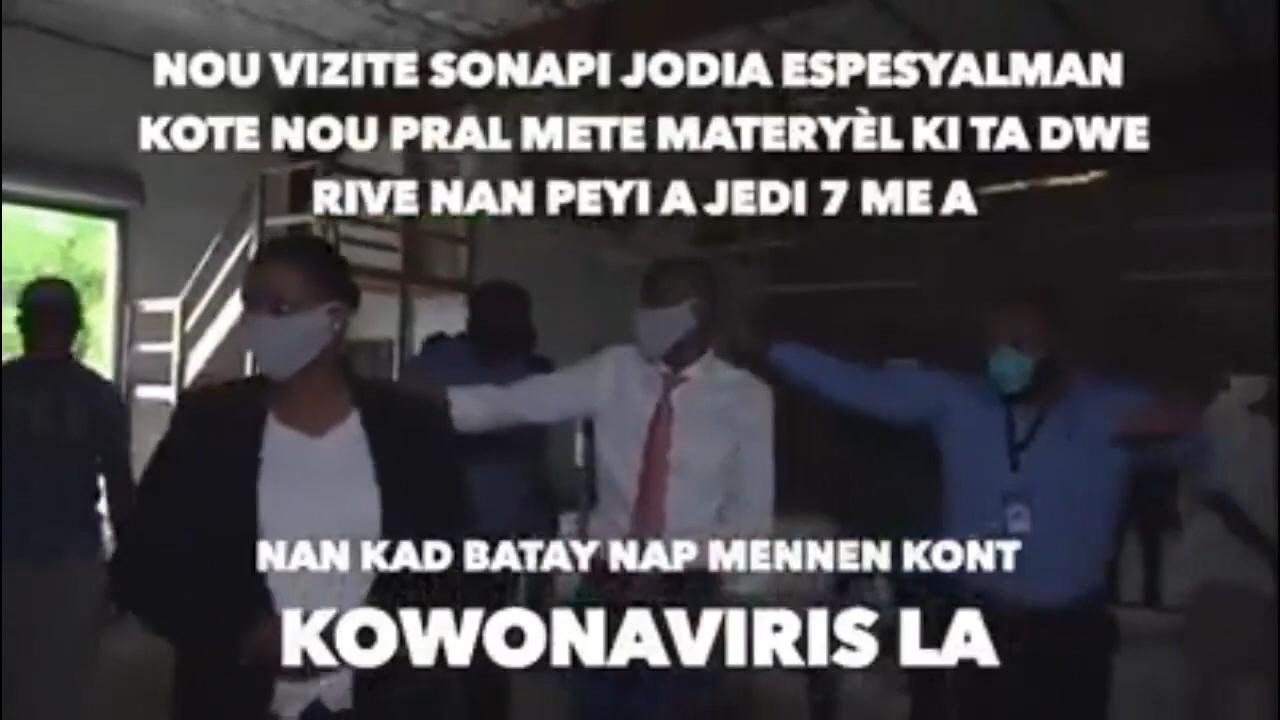 NOU VIZITE SONAPI JODIA ESPESYALMAN
KOTE NOU PRAL METE MATERYÈL KI TA DWE
RIVE NAN PEYI A JEDI 7 ME A
NAN KAD BATAY NAP MENNEN KONT
KOWONAVIRIS LA